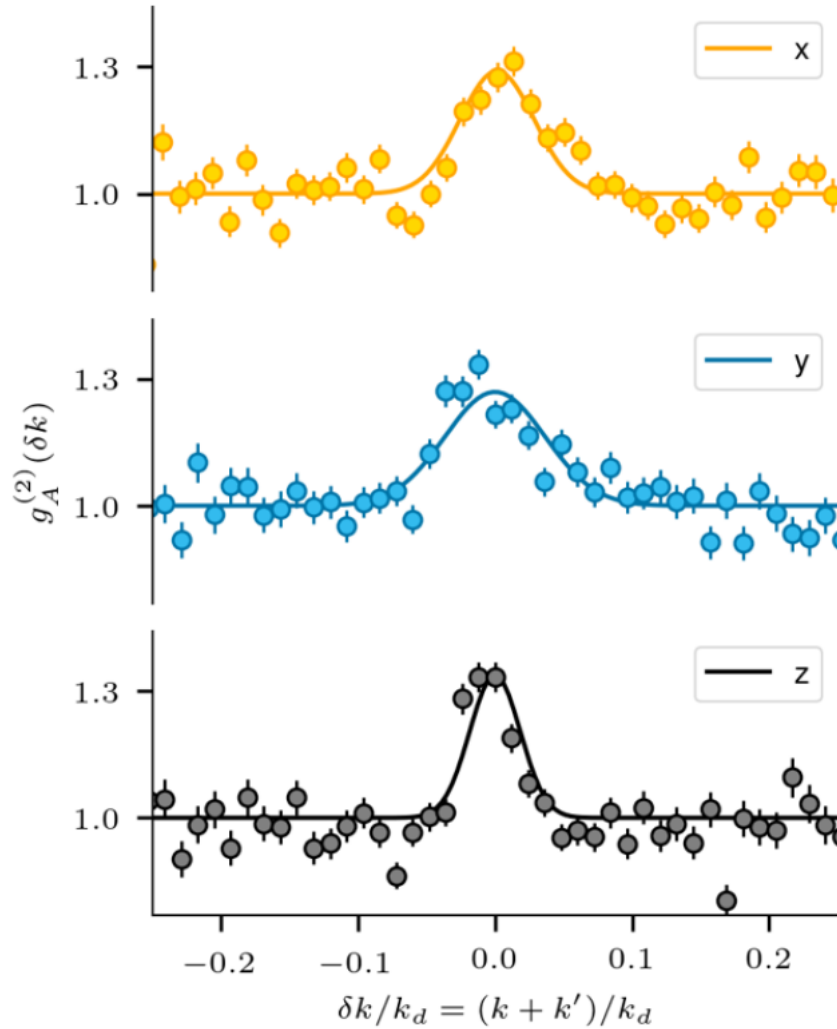 x
1.3
1.0
y
1.3
1.0
g_A^{(2)}(δk)
z
1.3
1.0
−0.2 −0.1 0.0 0.1 0.2
δk/k_d = (k + k′)/k_d